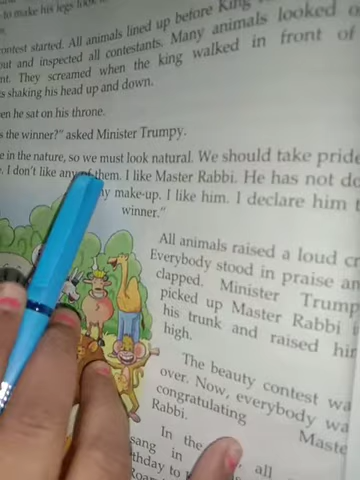 to make his legs look
contest started. All animals lined up before King
out and inspected all contestants. Many animals looked
nt. They screamed when the king walked in front of
s shaking his head up and down.
en he sat on his throne.
s the winner?" asked Minister Trumpy.
e in the nature, so we must look natural. We should take pride
I don't like any of them. I like Master Rabbi. He has not do
ny make-up. I like him. I declare him t
winner."
All animals raised a loud cr
Everybody stood in praise an
clapped. Minister Trump
picked up Master Rabbi
his trunk and raised hir
high.
The beauty contest wa
over. Now, everybody wa
congratulating Maste
Rabbi.
In the all
sang in
thday to
Roar